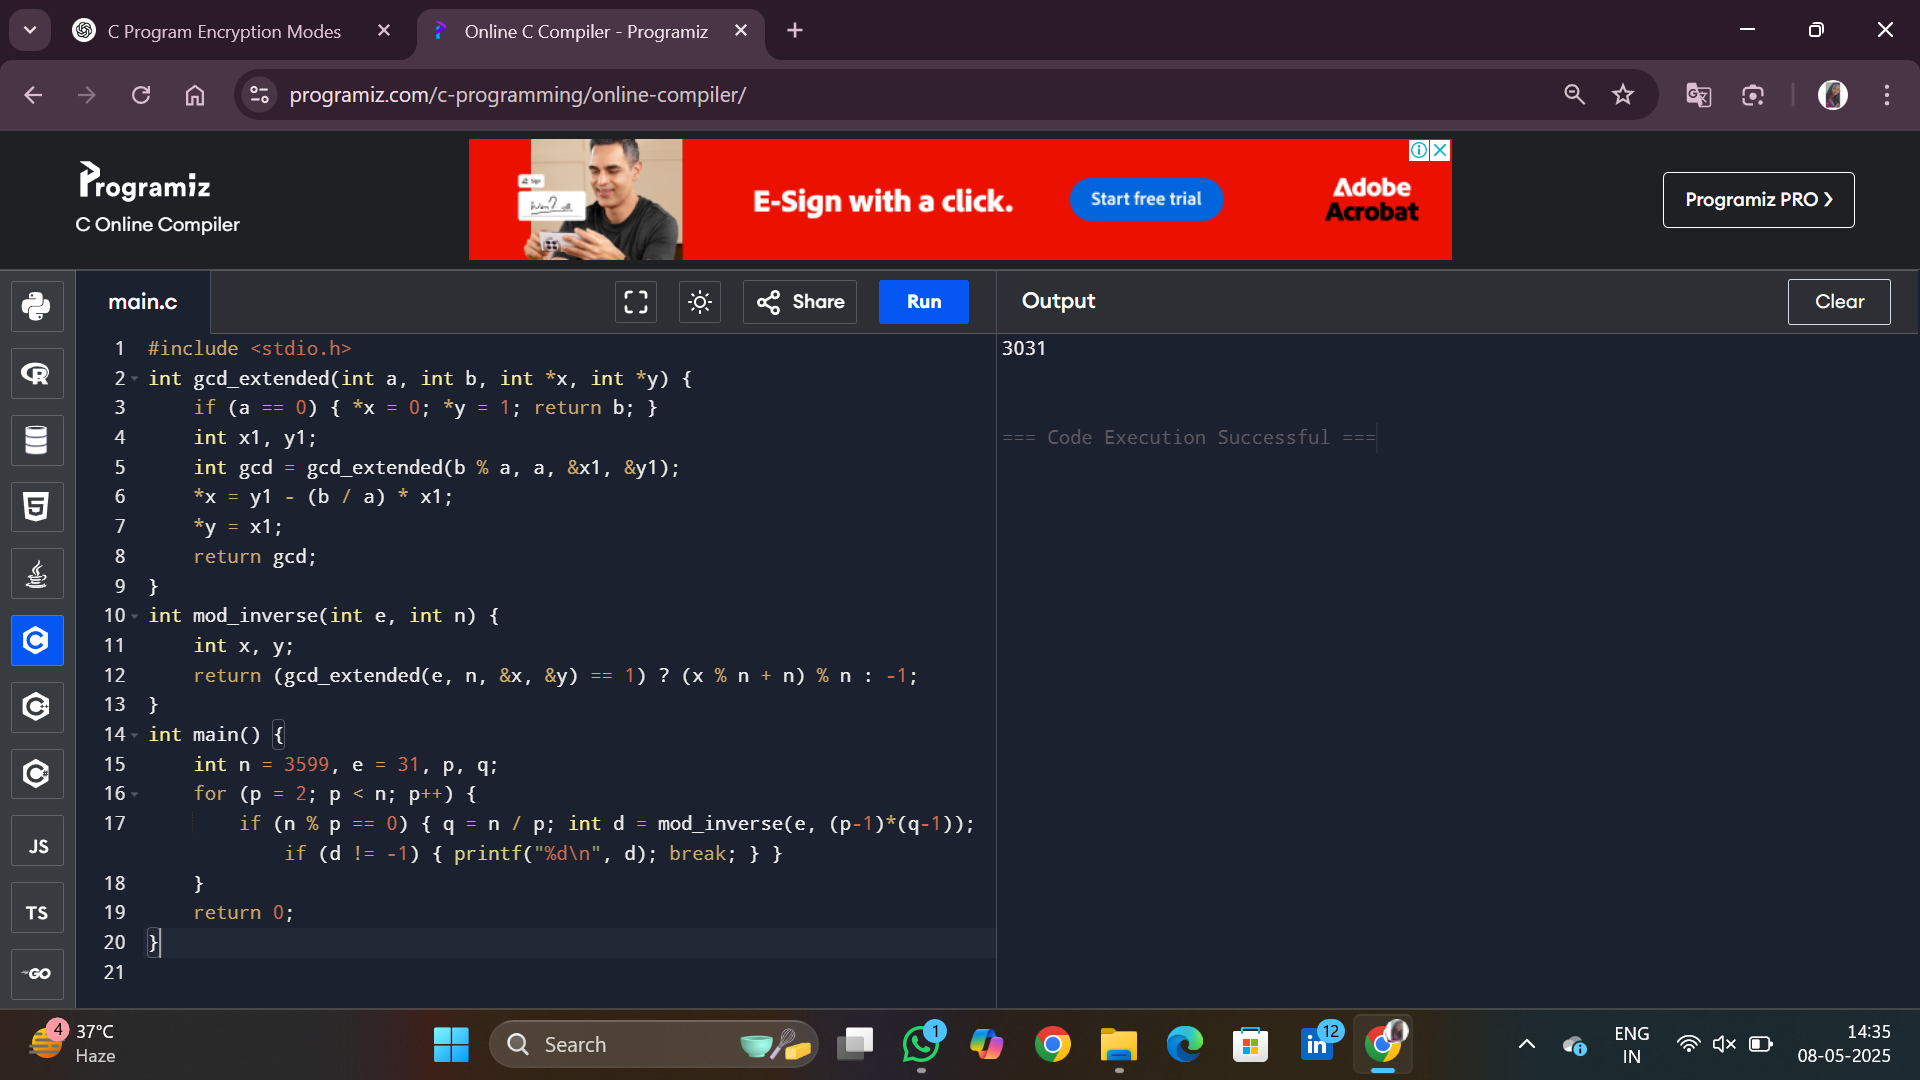 C Program Encryption Modes
Online C Compiler - Programiz
programiz.com/c-programming/online-compiler/
Programiz
C Online Compiler
Sign
E-Sign with a click.
Start free trial
Adobe
Acrobat
Programiz PRO ❯
main.c
Share
Run
Output
Clear
1 #include <stdio.h>
2 int gcd_extended(int a, int b, int *x, int *y) {
3 if (a == 0) { *x = 0; *y = 1; return b; }
4 int x1, y1;
5 int gcd = gcd_extended(b % a, a, &x1, &y1);
6 *x = y1 - (b / a) * x1;
7 *y = x1;
8 return gcd;
9 }
10 int mod_inverse(int e, int n) {
11 int x, y;
12 return (gcd_extended(e, n, &x, &y) == 1) ? (x % n + n) % n : -1;
13 }
14 int main() {
15 int n = 3599, e = 31, p, q;
16 for (p = 2; p < n; p++) {
17 if (n % p == 0) { q = n / p; int d = mod_inverse(e, (p-1)*(q-1));
if (d != -1) { printf("%d\n", d); break; } }
18 }
19 return 0;
20 }
21
3031
=== Code Execution Successful ===
R
5
C
C++
C#
JS
TS
GO
4
37°C
Haze
Search
1
in
12
ENG
IN
14:35
08-05-2025